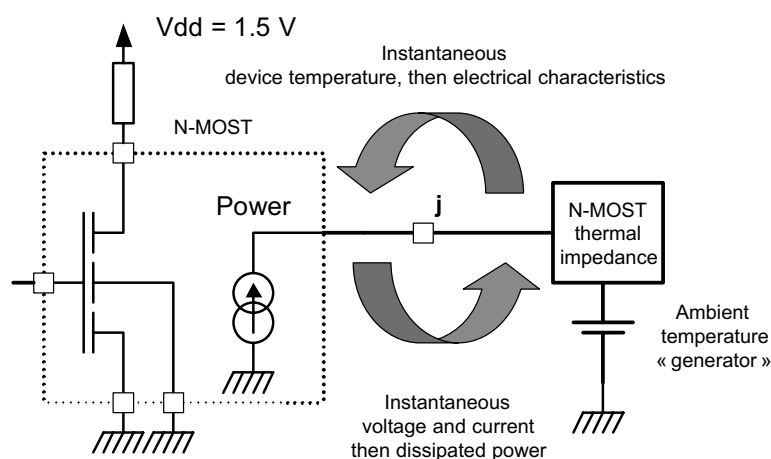 Vdd = 1.5 V
Instantaneous
device temperature, then electrical characteristics
N-MOST
Power
j
N-MOST
thermal
impedance
Ambient
temperature
« generator »
Instantaneous
voltage and current
then dissipated power